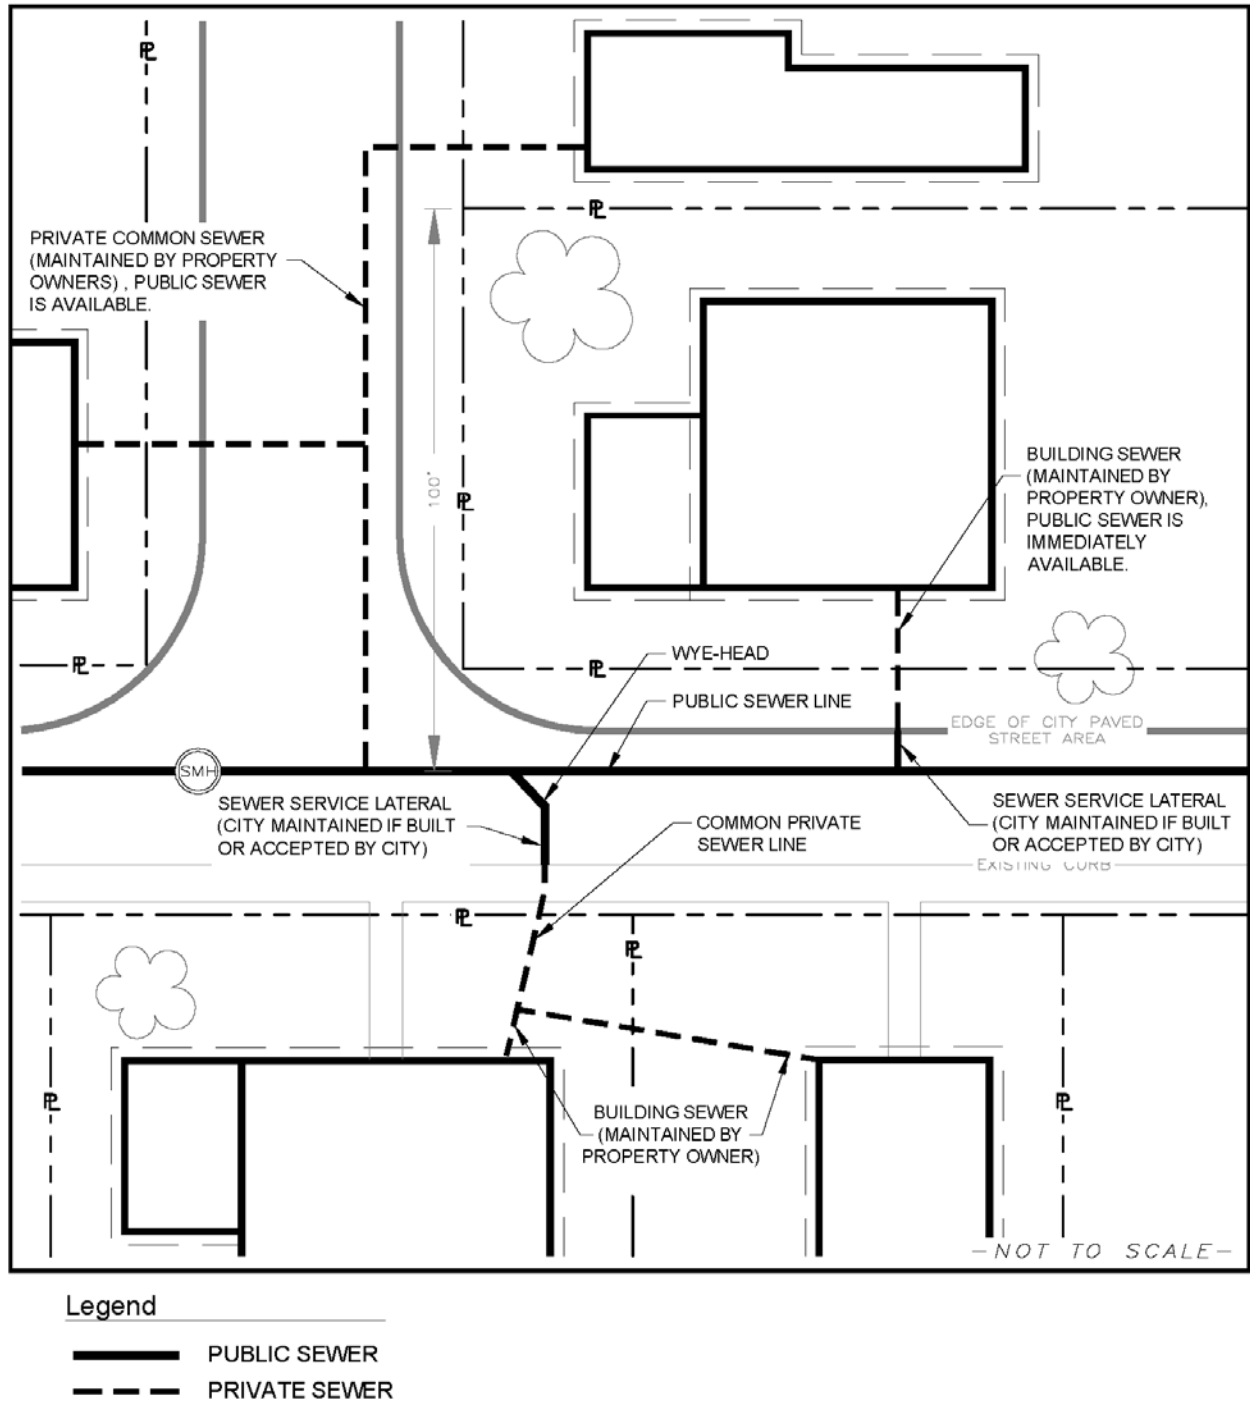 PL
PL
PRIVATE COMMON SEWER
(MAINTAINED BY PROPERTY
OWNERS) , PUBLIC SEWER
IS AVAILABLE.
100'
PL
BUILDING SEWER
(MAINTAINED BY
PROPERTY OWNER),
PUBLIC SEWER IS
IMMEDIATELY
AVAILABLE.
PL
WYE-HEAD
PL
PUBLIC SEWER LINE
EDGE OF CITY PAVED
STREET AREA
SMH
SEWER SERVICE LATERAL
(CITY MAINTAINED IF BUILT
OR ACCEPTED BY CITY)
COMMON PRIVATE
SEWER LINE
SEWER SERVICE LATERAL
(CITY MAINTAINED IF BUILT
OR ACCEPTED BY CITY)
EXISTING CURB
PL
PL
PL
PL
BUILDING SEWER
(MAINTAINED BY
PROPERTY OWNER)
-NOT TO SCALE-
Legend
PUBLIC SEWER
PRIVATE SEWER